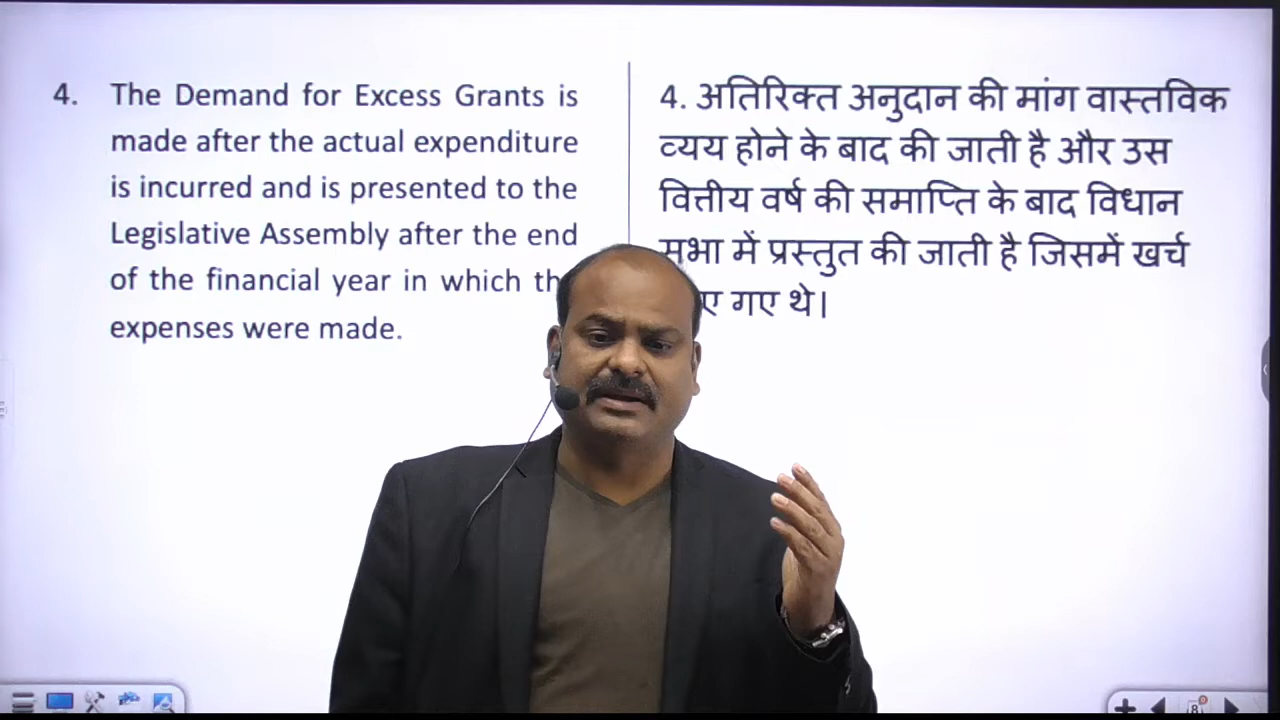 4. The Demand for Excess Grants is
made after the actual expenditure
is incurred and is presented to the
Legislative Assembly after the end
of the financial year in which
expenses were made.
4. अतिरिक्त अनुदान की मांग वास्तविक
व्यय होने के बाद की जाती है और उस
वित्तीय वर्ष की समाप्ति के बाद विधान
सभा में प्रस्तुत की जाती है जिसमें खर्च
गए थे।
8